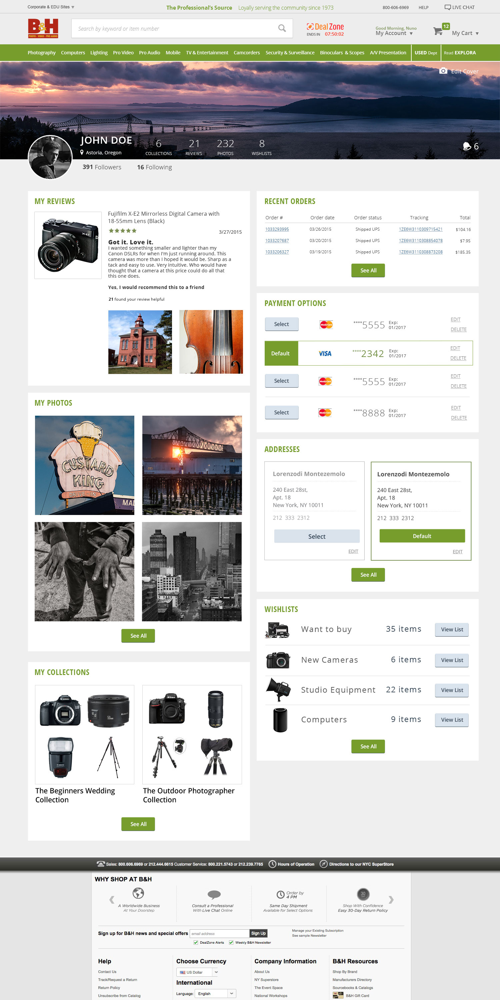 Corporate & EDU Sites ▼
The Professional's Source Loyally serving the community since 1973
800-606-6969 HELP LIVE CHAT
B&H
PHOTO - VIDEO - PRO AUDIO
Search by keyword or item number
DealZone
ENDS IN 07:50:02
Good Morning, Nuno
My Account ▼
12
My Cart ▼
Photography Computers Lighting Pro Video Pro Audio Mobile TV & Entertainment Camcorders Security & Surveillance Binoculars & Scopes A/V Presentation USED Dept Read EXPLORA
Edit Cover
JOHN DOE
Astoria, Oregon
6
COLLECTIONS
21
REVIEWS
232
PHOTOS
8
WISHLISTS
6
391 Followers 16 Following
MY REVIEWS
X-E2
Fujifilm X-E2 Mirrorless Digital Camera with
18-55mm Lens (Black)
★★★★★ 3/27/2015
Got it. Love it.
I wanted something smaller and lighter than my
Canon DSLRs for when I'm just running around. This
camera was more than I hoped it would be. Sharp as a
tack and easy to use. Very intuitive. Who would have
thought that a camera at this price could do all that
this one does.
Yes, I would recommend this to a friend
21 found your review helpful
MY PHOTOS
CUSTARD
KING
DRIVE-IN
MAL
See All
MY COLLECTIONS
Canon
50mm
Nikon
Canon
The Beginners Wedding
Collection
The Outdoor Photographer
Collection
See All
RECENT ORDERS
Order # Order date Order status Tracking Total
1033293995 03/26/2015 Shipped UPS 1ZE6W3110309715421 $104.16
1033207687 03/20/2015 Shipped UPS 1ZE6W3110308854078 $7.95
1033206327 03/19/2015 Shipped UPS 1ZE6W3110308873208 $185.35
See All
PAYMENT OPTIONS
Select MasterCard ****5555 Exp:
01/2017
EDIT
DELETE
Default VISA ****2342 Exp:
01/2017
EDIT
DELETE
Select MasterCard ****5555 Exp:
01/2017
EDIT
DELETE
Select MasterCard ****8888 Exp:
01/2017
EDIT
DELETE
ADDRESSES
Lorenzodi Montezemolo
240 East 28st,
Apt. 18
New York, NY 10011
212 333 2312
Select
EDIT
Lorenzodi Montezemolo
240 East 28st,
Apt. 18
New York, NY 10011
212 333 2312
Default
EDIT
See All
WISHLISTS
Want to buy 35 items View List
New Cameras 6 items View List
Studio Equipment 22 items View List
Computers 9 items View List
See All
Sales: 800.606.6969 or 212.444.6615 Customer Service: 800.221.5743 or 212.239.7765 Hours of Operation Directions to our NYC SuperStore
WHY SHOP AT B&H
A Worldwide Business
At Your Doorstep
Consult a Professional
With Live Chat Online
Order by
4 PM
Same Day Shipment
Available for Select Options
30
DAY
Shop With Confidence
Easy 30-Day Return Policy
Sign up for B&H news and special offers email address Sign Up
DealZone Alerts Weekly B&H Newsletter
Manage your Existing Subscription
See sample Newsletter
Help
Contact Us
Track/Request a Return
Return Policy
Unsubscribe from Catalog
Choose Currency
US Dollar
International
Language: English
Company Information
About Us
NY Superstore
The Event Space
National Workshops
B&H Resources
Shop By Brand
Manufacturers Directory
Sourcebooks & Catalogs
B&H Gift Card